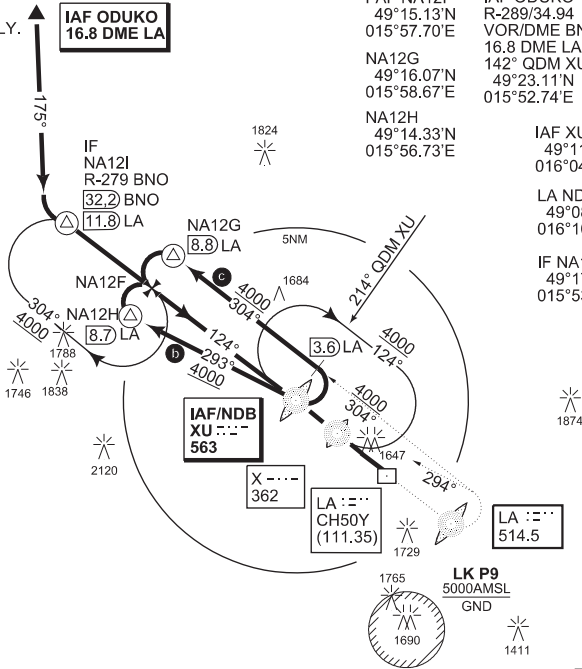 LY.
IAF ODUKO
16.8 DME LA
175°
IF
NA12I
R-279 BNO
32,2 BNO
11.8 LA
1824
NA12G
8.8 LA
5NM
214° QDM XU
NA12F
c
4000
304°
1684
NA12H
8.7 LA
304°
4000
1788
1746
1838
124°
293°
4000
b
3.6 LA
4000
124°
4000
304°
IAF/NDB
XU
563
2120
X
362
LA
CH50Y
(111.35)
1647
294°
LA
514.5
1729
1874
LK P9
5000AMSL
GND
1765
1690
1411
49°15.13'N
015°57.70'E
NA12G
49°16.07'N
015°58.67'E
NA12H
49°14.33'N
015°56.73'E
R-289/34.94
VOR/DME BN
16.8 DME LA
142° QDM XU
49°23.11'N
015°52.74'E
IAF XU
49°11
016°04
LA ND
49°0
016°1
IF NA
49°1
015°5